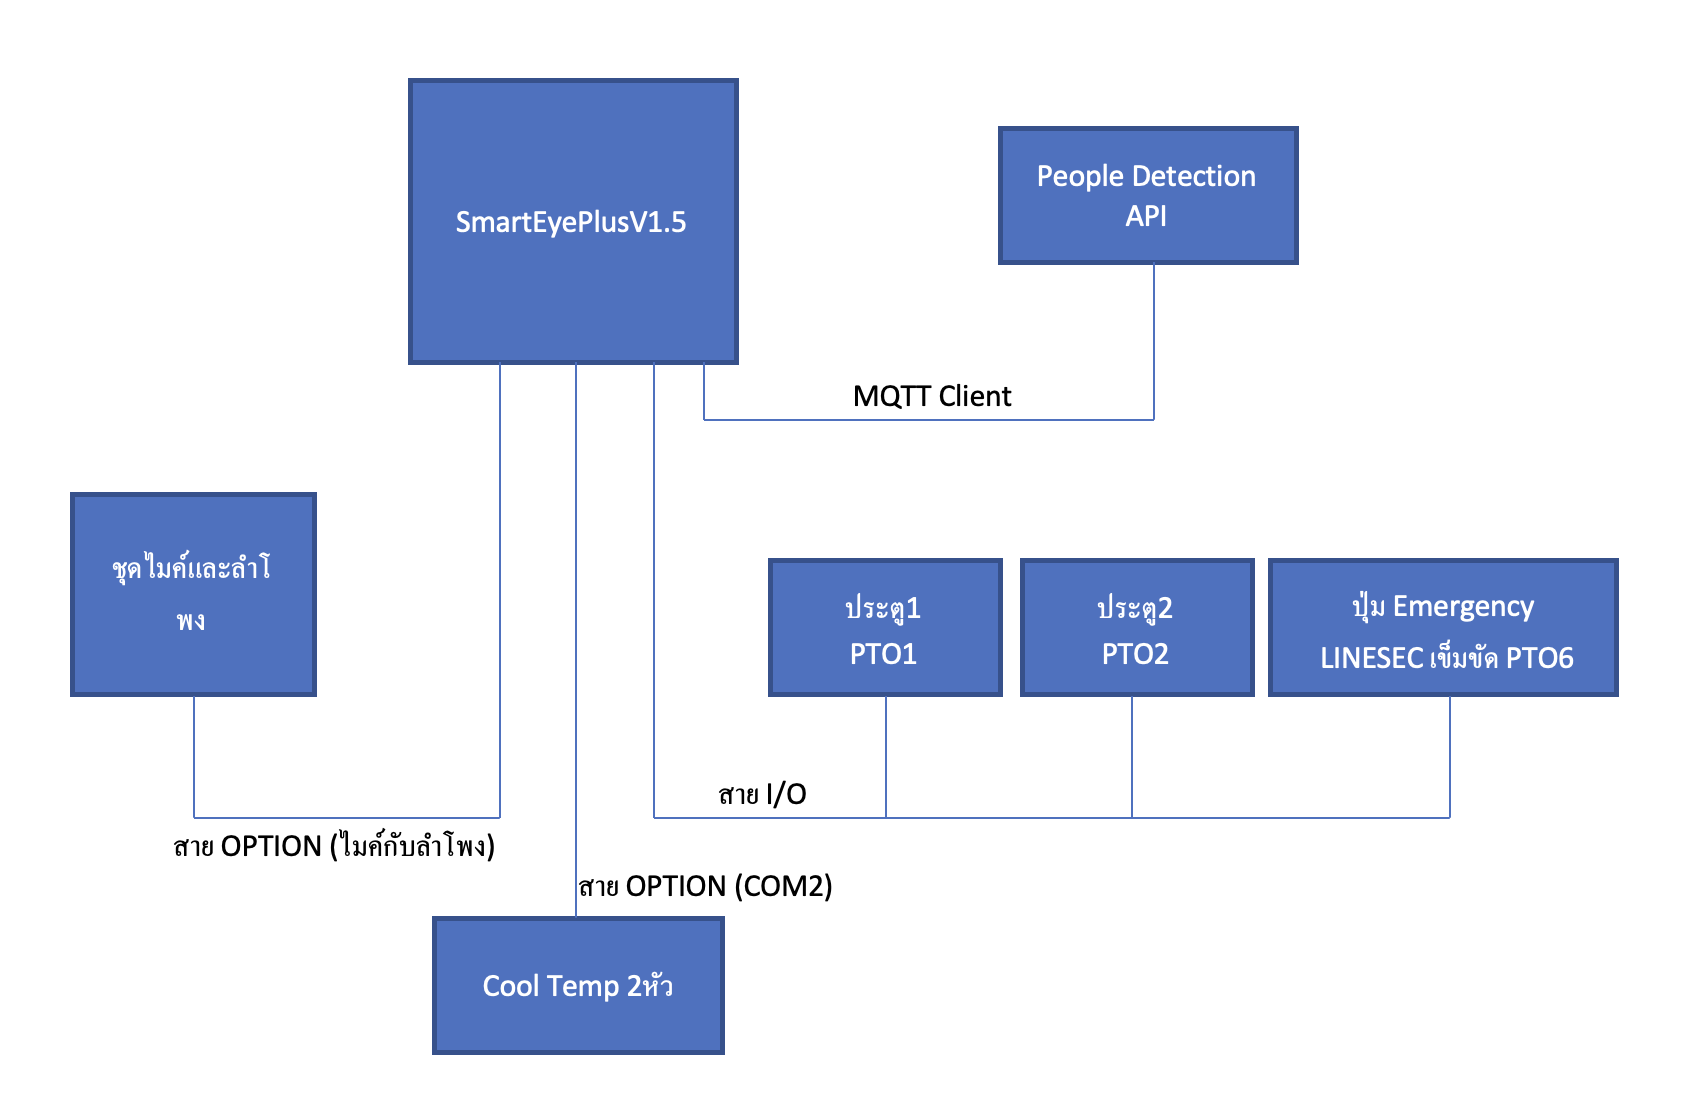 SmartEyePlusV1.5
People Detection
API
MQTT Client
ชุดไมค์และลำโ
พง
ประตู1
PTO1
ประตู2
PTO2
ปุ่ม Emergency
LINESEC เข็มขัด PTO6
สาย I/O
สาย OPTION (ไมค์กับลำโพง)
สาย OPTION (COM2)
Cool Temp 2หัว